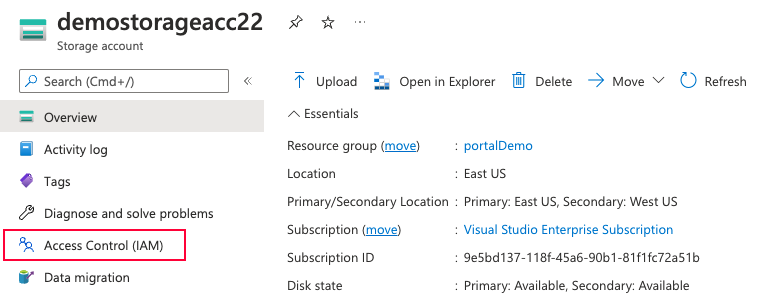 demostorageacc22 ...
Storage account
Search (Cmd+/) «
Upload Open in Explorer Delete Move Refresh
Overview
Activity log
Tags
Diagnose and solve problems
Access Control (IAM)
Data migration
Essentials
Resource group (move) : portalDemo
Location : East US
Primary/Secondary Location : Primary: East US, Secondary: West US
Subscription (move) : Visual Studio Enterprise Subscription
Subscription ID : 9e5bd137-118f-45a6-90b1-81f1fc72a51b
Disk state : Primary: Available, Secondary: Available